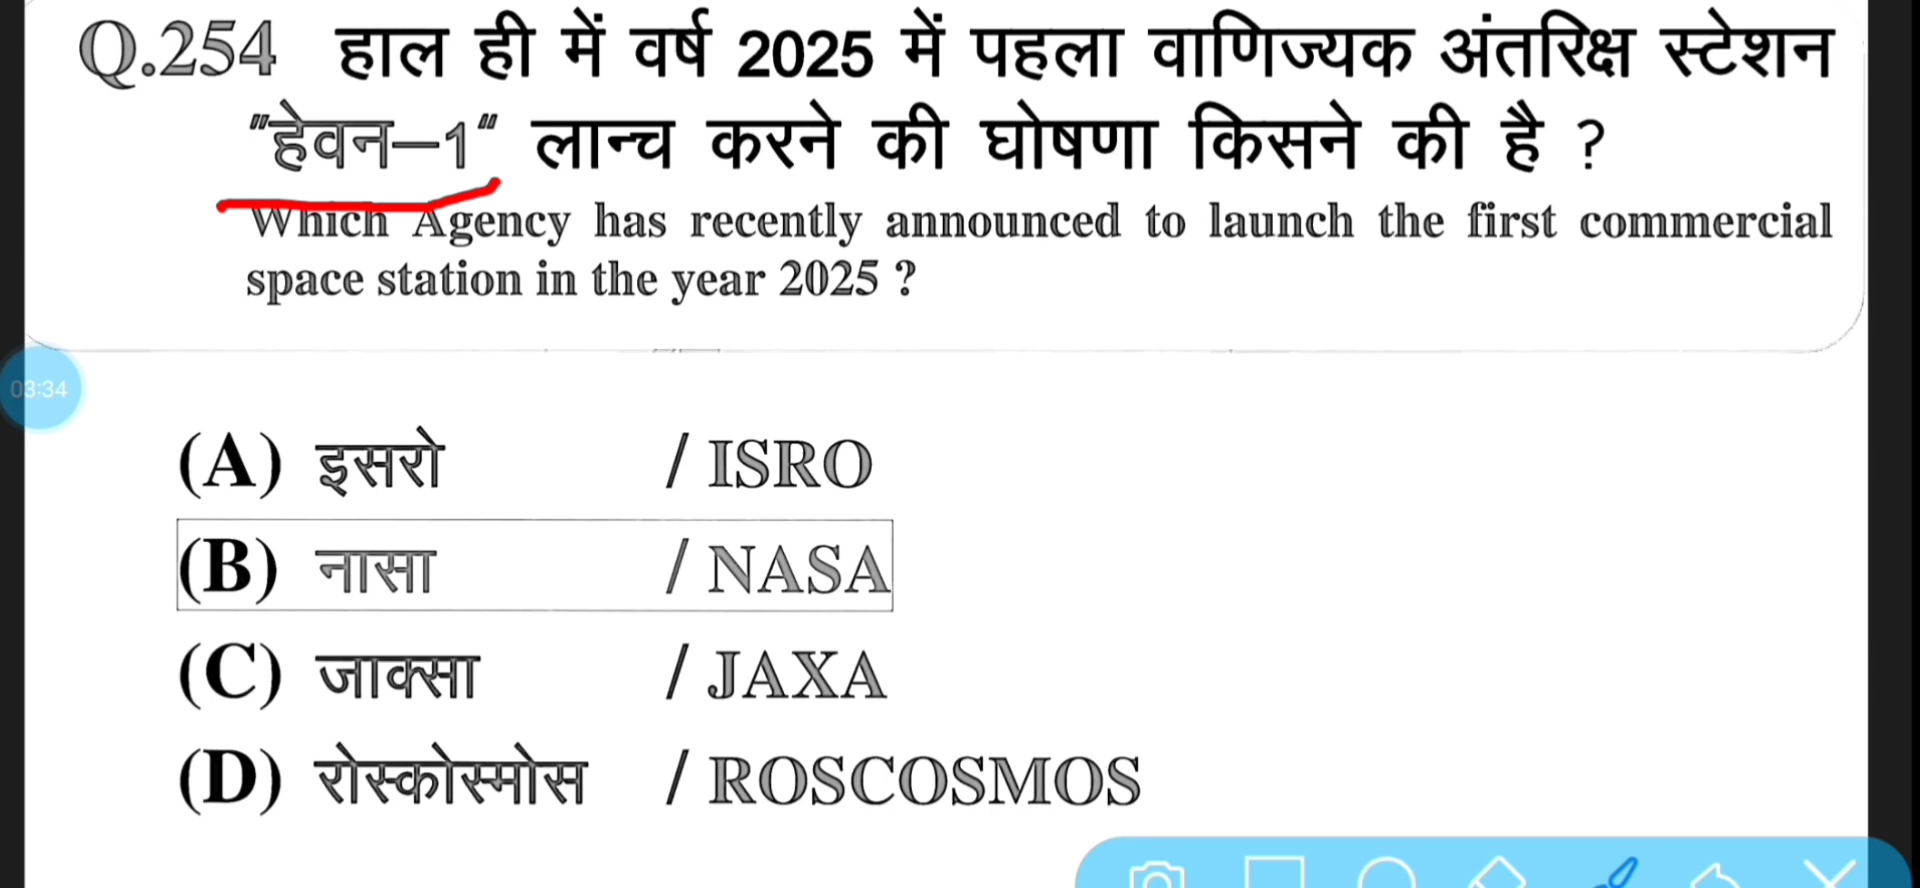 Q.254 हाल ही में वर्ष 2025 में पहला वाणिज्यक अंतरिक्ष स्टेशन
"हेवन–1" लान्च करने की घोषणा किसने की है ?
Which Agency has recently announced to launch the first commercial
space station in the year 2025 ?
03:34
(A) इसरो / ISRO
(B) नासा / NASA
(C) जाक्सा / JAXA
(D) रोस्कोस्मोस / ROSCOSMOS